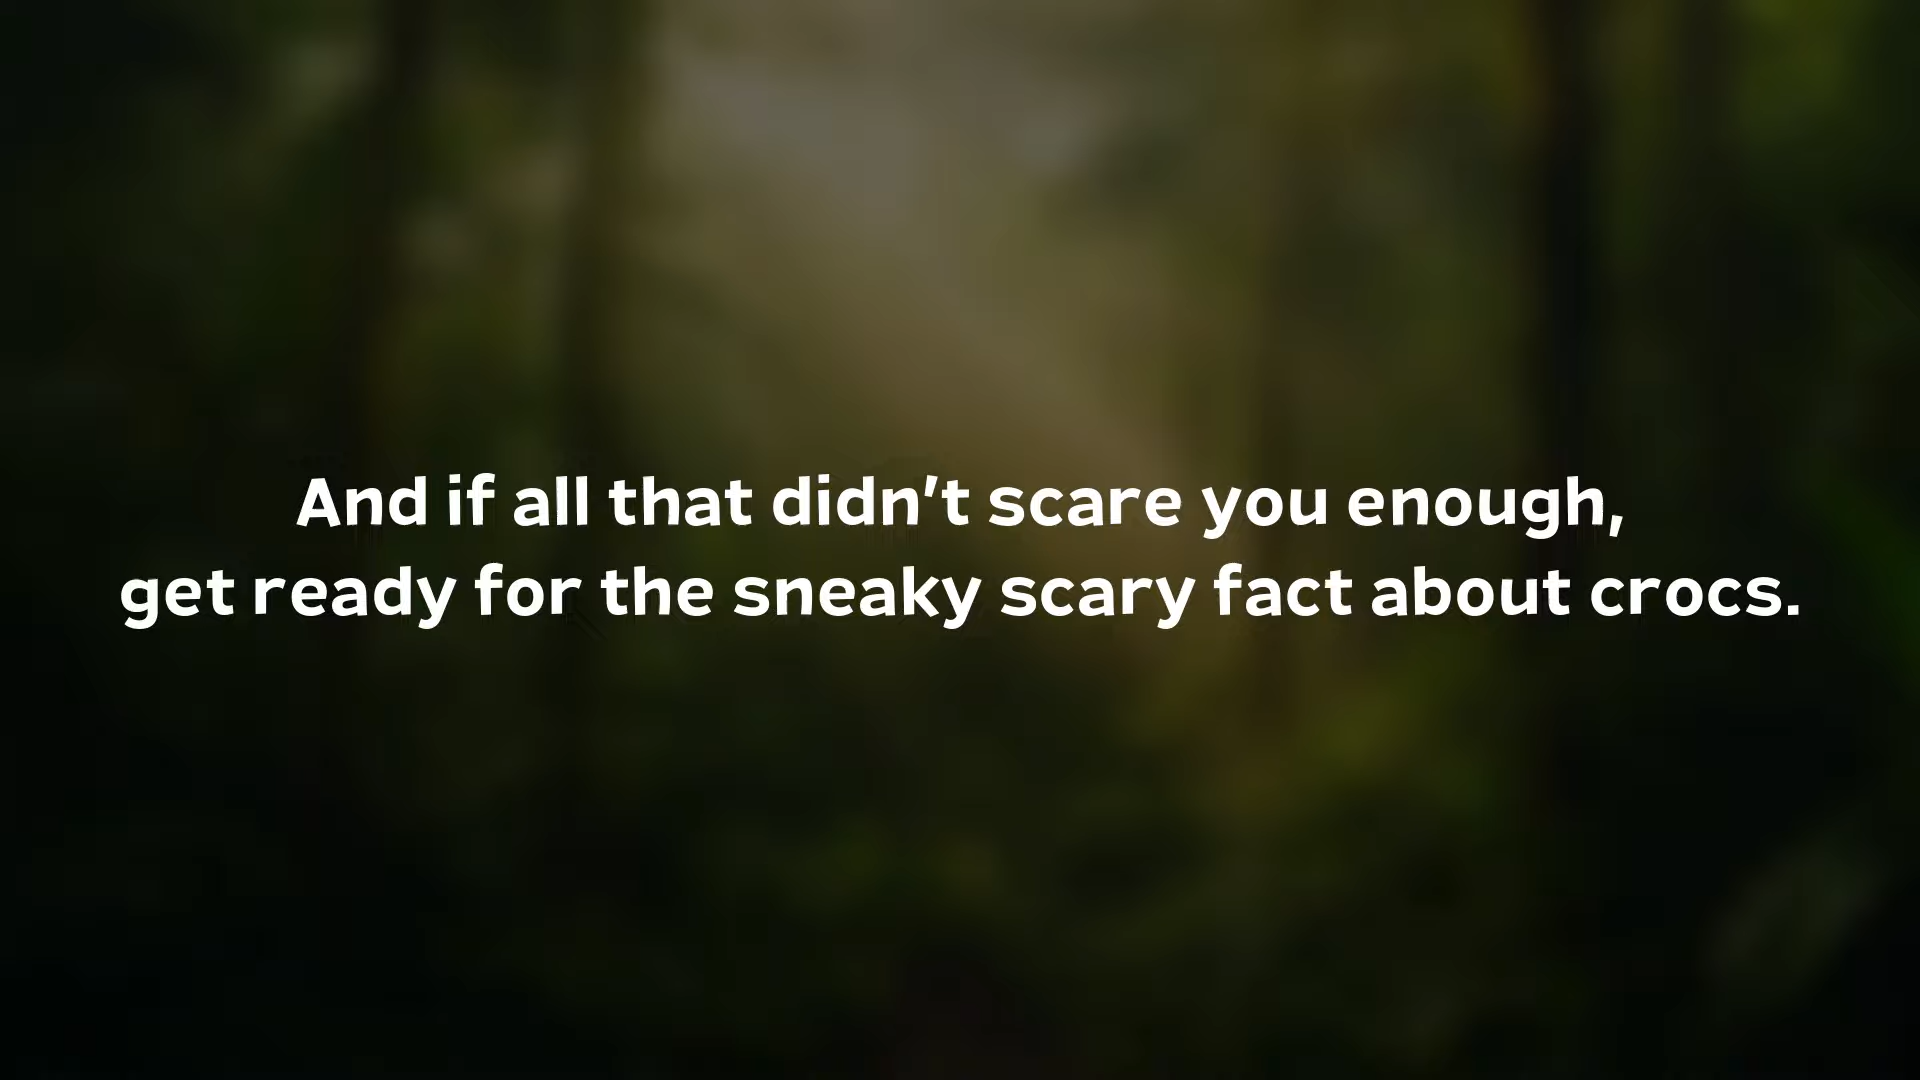 And if all that didn't scare you enough,
get ready for the sneaky scary fact about crocs.